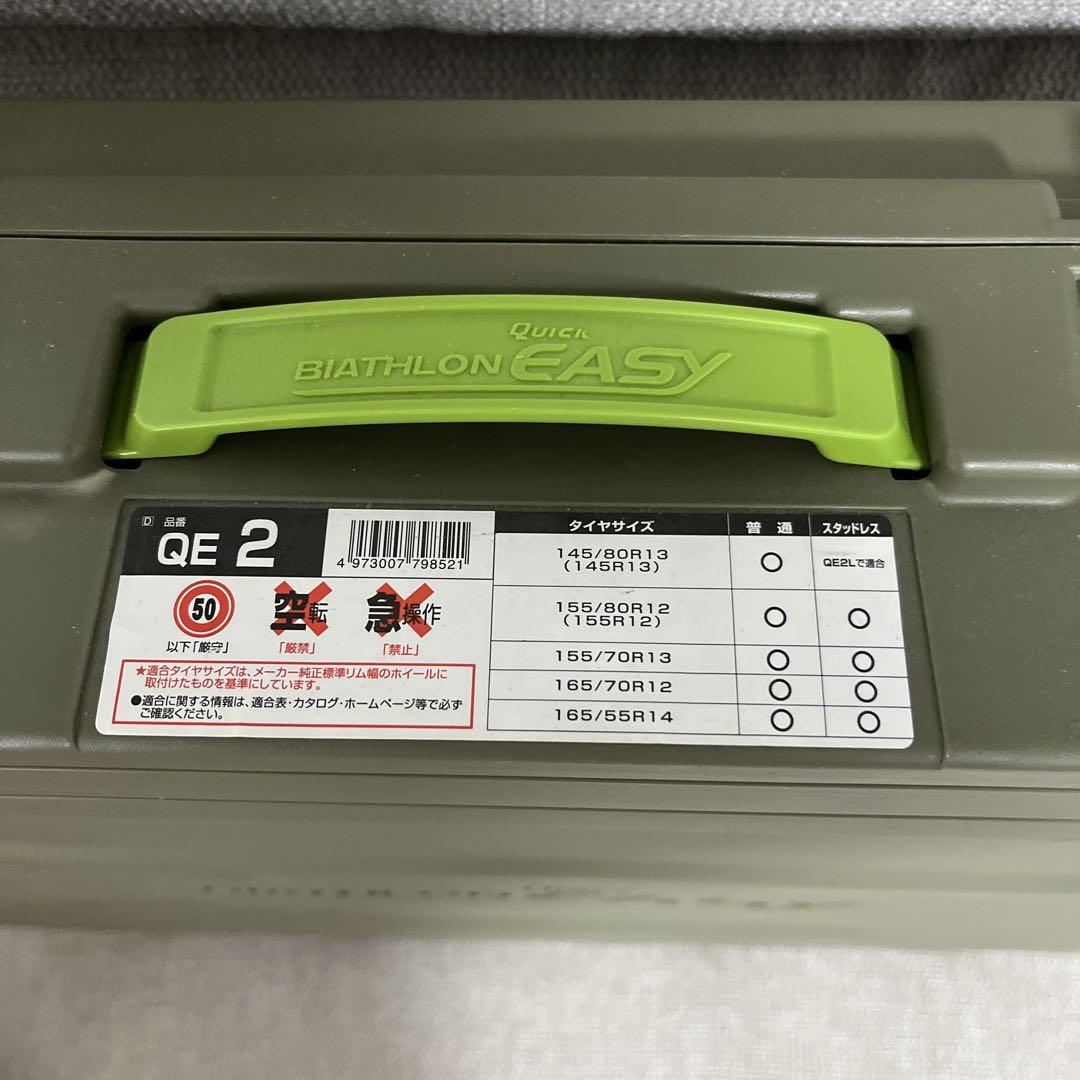 QUICK
BIATHLON EASY
D 品番
QE 2
4 973007 798521
50
以下「厳守」
空転
「厳禁」
急操作
「禁止」
★適合タイヤサイズは、メーカー純正標準リム幅のホイールに
取付けたものを基準にしています。
●適合に関する情報は、適合表・カタログ・ホームページ等で必ず
ご確認ください。
タイヤサイズ 普通 スタッドレス
145/80R13
(145R13) ○ QE2Lで適合
155/80R12
(155R12) ○ ○
155/70R13 ○ ○
165/70R12 ○ ○
165/55R14 ○ ○